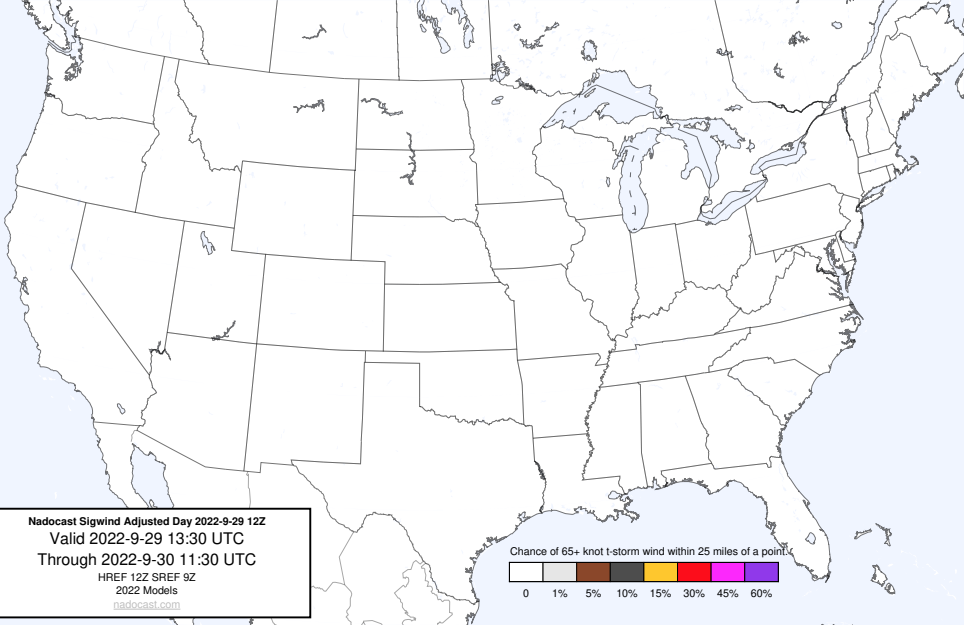 Nadocast Sigwind Adjusted Day 2022-9-29 12Z
Valid 2022-9-29 13:30 UTC
Through 2022-9-30 11:30 UTC
HREF 12Z SREF 9Z
2022 Models
nadocast.com
Chance of 65+ knot t-storm wind within 25 miles of a point.
0 1% 5% 10% 15% 30% 45% 60%